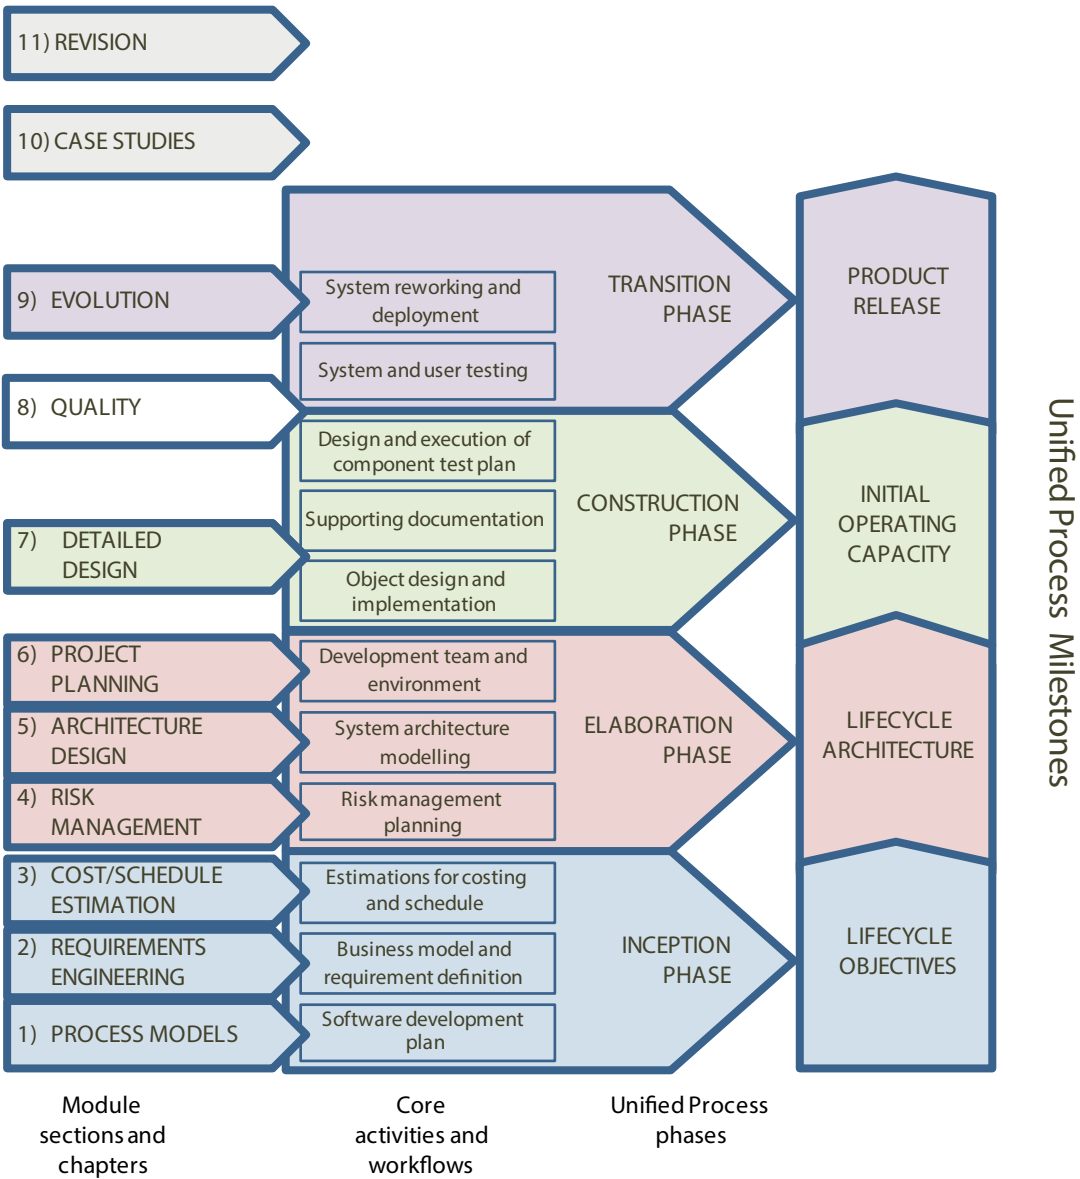 11) REVISION
10) CASE STUDIES
9) EVOLUTION
System reworking and
deployment
System and user testing
TRANSITION
PHASE
PRODUCT
RELEASE
8) QUALITY
Design and execution of
component test plan
Supporting documentation
CONSTRUCTION
PHASE
INITIAL
OPERATING
CAPACITY
7) DETAILED
DESIGN
Object design and
implementation
6) PROJECT
PLANNING
Development team and
environment
5) ARCHITECTURE
DESIGN
System architecture
modelling
ELABORATION
PHASE
LIFECYCLE
ARCHITECTURE
4) RISK
MANAGEMENT
Risk management
planning
3) COST/SCHEDULE
ESTIMATION
Estimations for costing
and schedule
2) REQUIREMENTS
ENGINEERING
Business model and
requirement definition
INCEPTION
PHASE
LIFECYCLE
OBJECTIVES
1) PROCESS MODELS
Software development
plan
Unified Process Milestones
Module
sections and
chapters
Core
activities and
workflows
Unified Process
phases